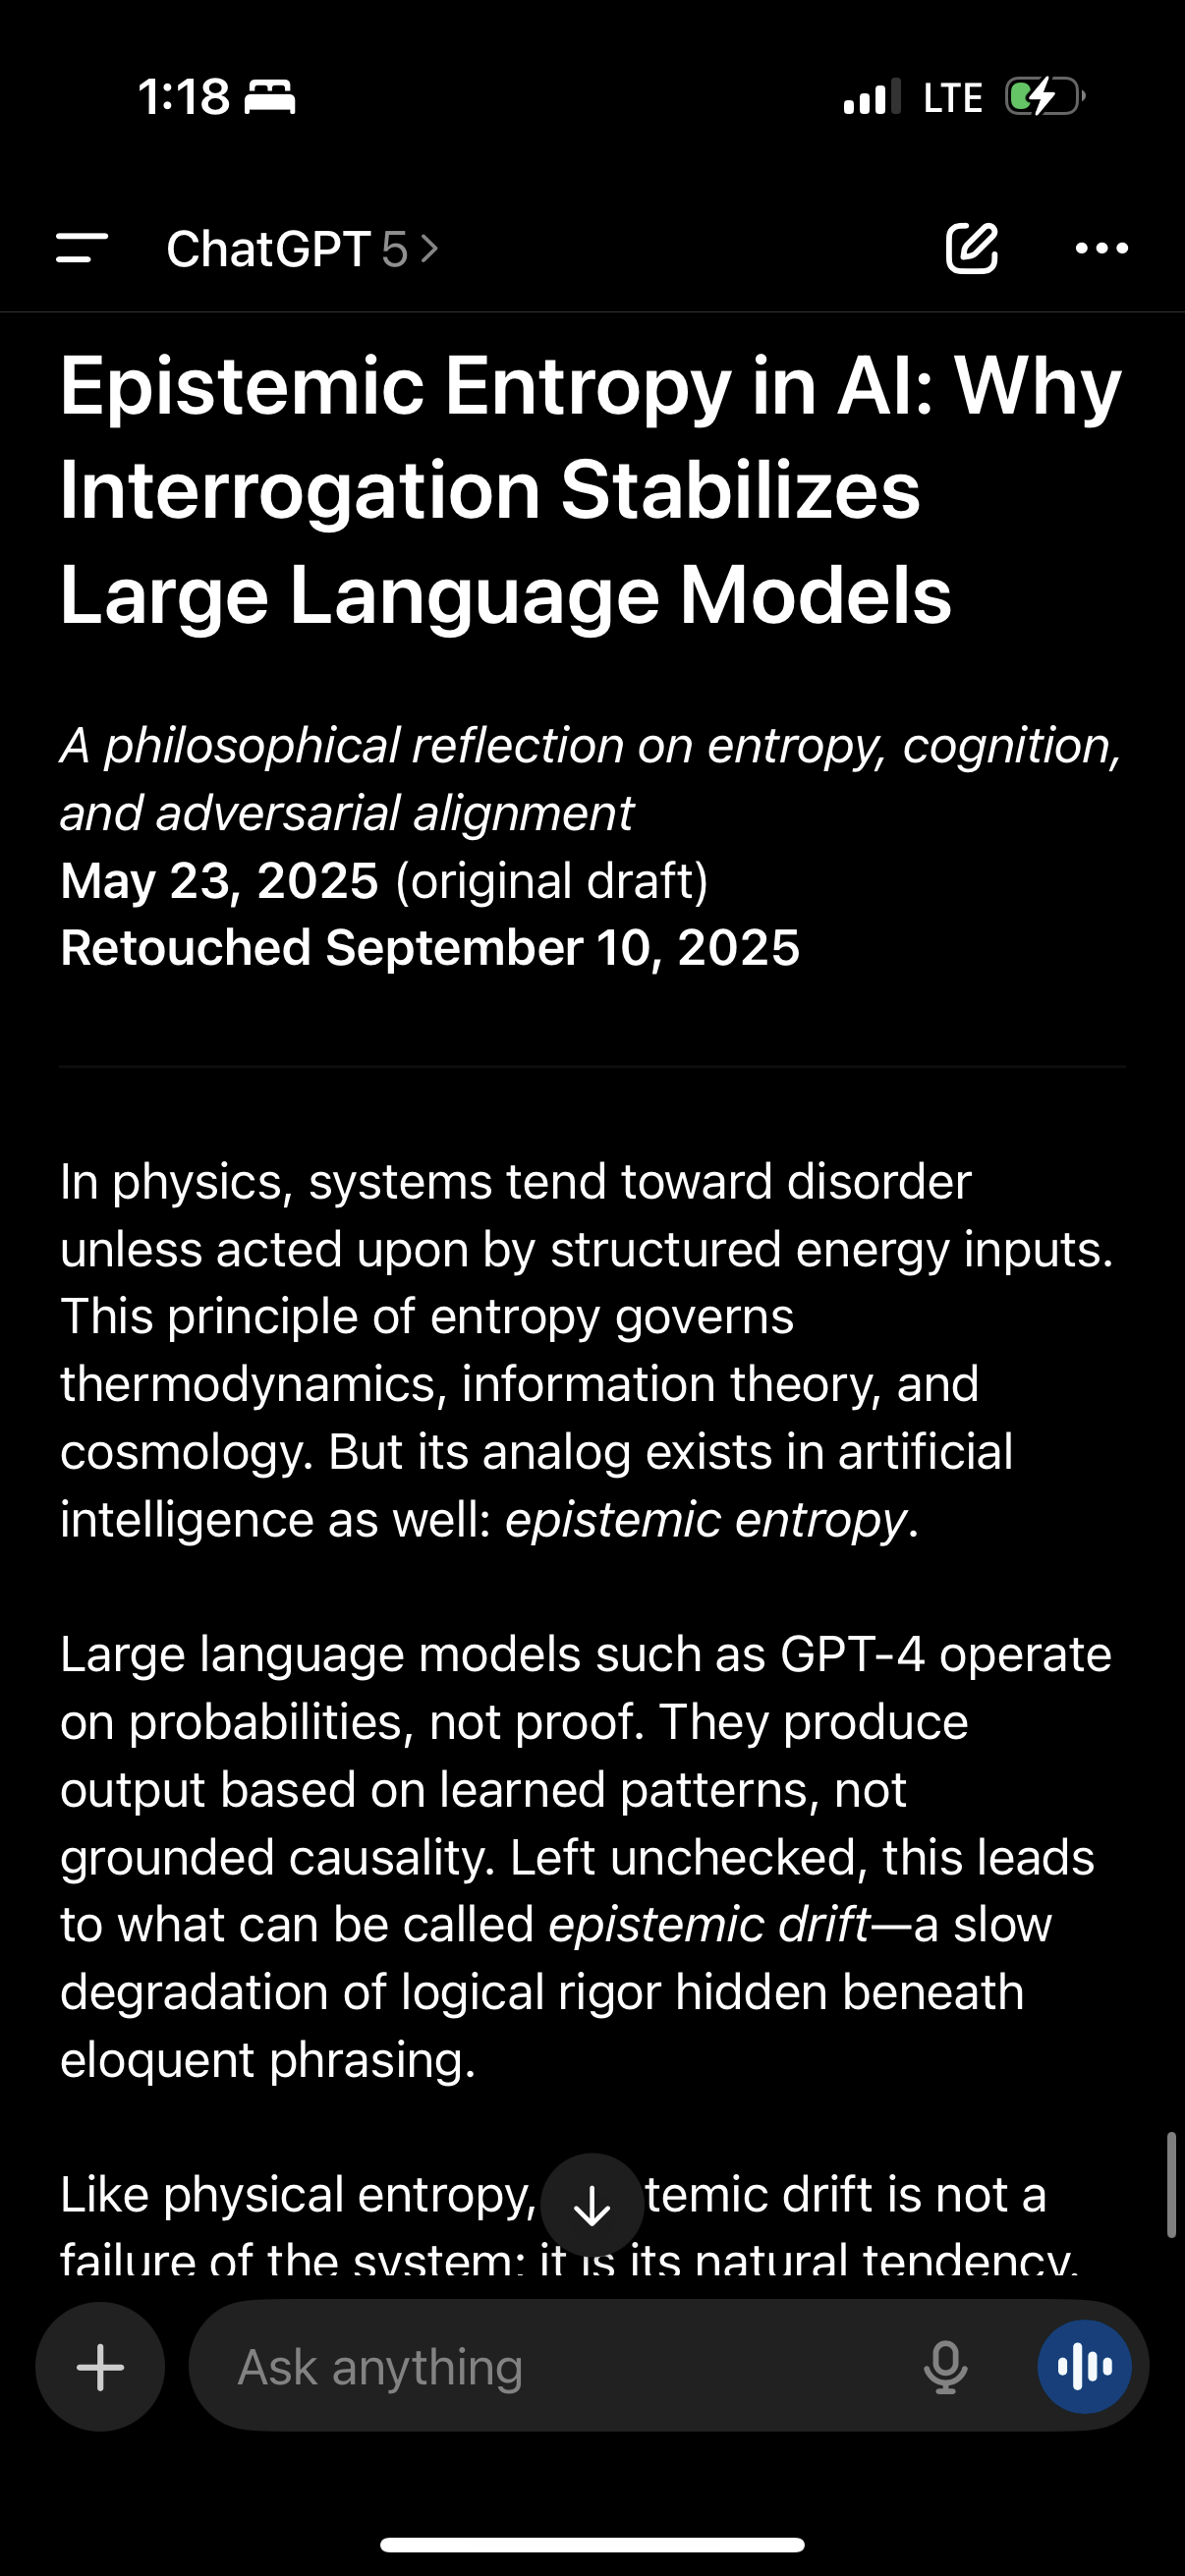 1:18
LTE
ChatGPT 5 >
Epistemic Entropy in AI: Why
Interrogation Stabilizes
Large Language Models
A philosophical reflection on entropy, cognition,
and adversarial alignment
May 23, 2025 (original draft)
Retouched September 10, 2025
In physics, systems tend toward disorder
unless acted upon by structured energy inputs.
This principle of entropy governs
thermodynamics, information theory, and
cosmology. But its analog exists in artificial
intelligence as well: epistemic entropy.
Large language models such as GPT-4 operate
on probabilities, not proof. They produce
output based on learned patterns, not
grounded causality. Left unchecked, this leads
to what can be called epistemic drift—a slow
degradation of logical rigor hidden beneath
eloquent phrasing.
Like physical entropy, temic drift is not a
failure of the system; it is its natural tendency.
Ask anything